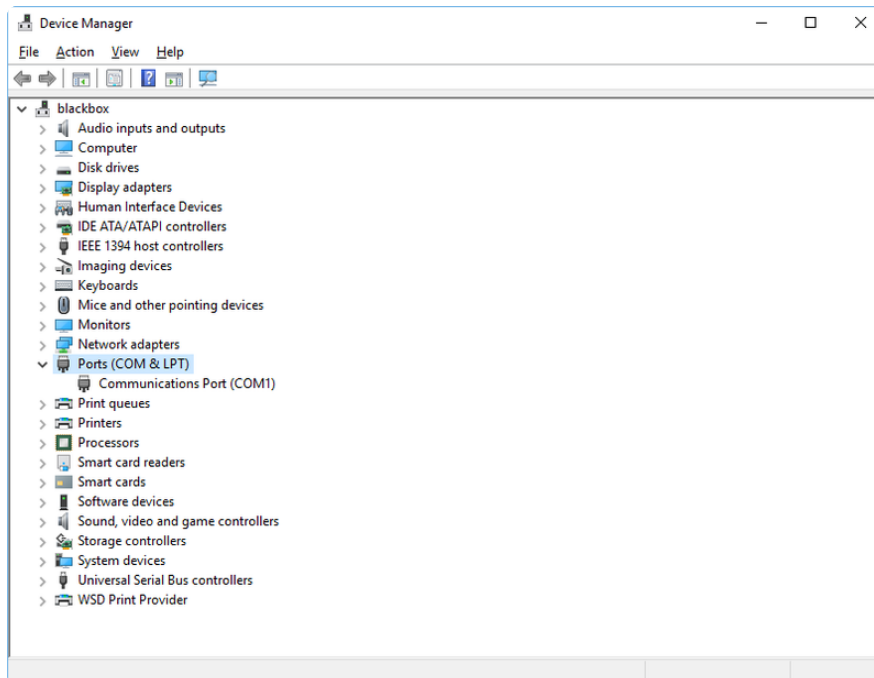 Device Manager
File Action View Help
blackbox
Audio inputs and outputs
Computer
Disk drives
Display adapters
Human Interface Devices
IDE ATA/ATAPI controllers
IEEE 1394 host controllers
Imaging devices
Keyboards
Mice and other pointing devices
Monitors
Network adapters
Ports (COM & LPT)
Communications Port (COM1)
Print queues
Printers
Processors
Smart card readers
Smart cards
Software devices
Sound, video and game controllers
Storage controllers
System devices
Universal Serial Bus controllers
WSD Print Provider